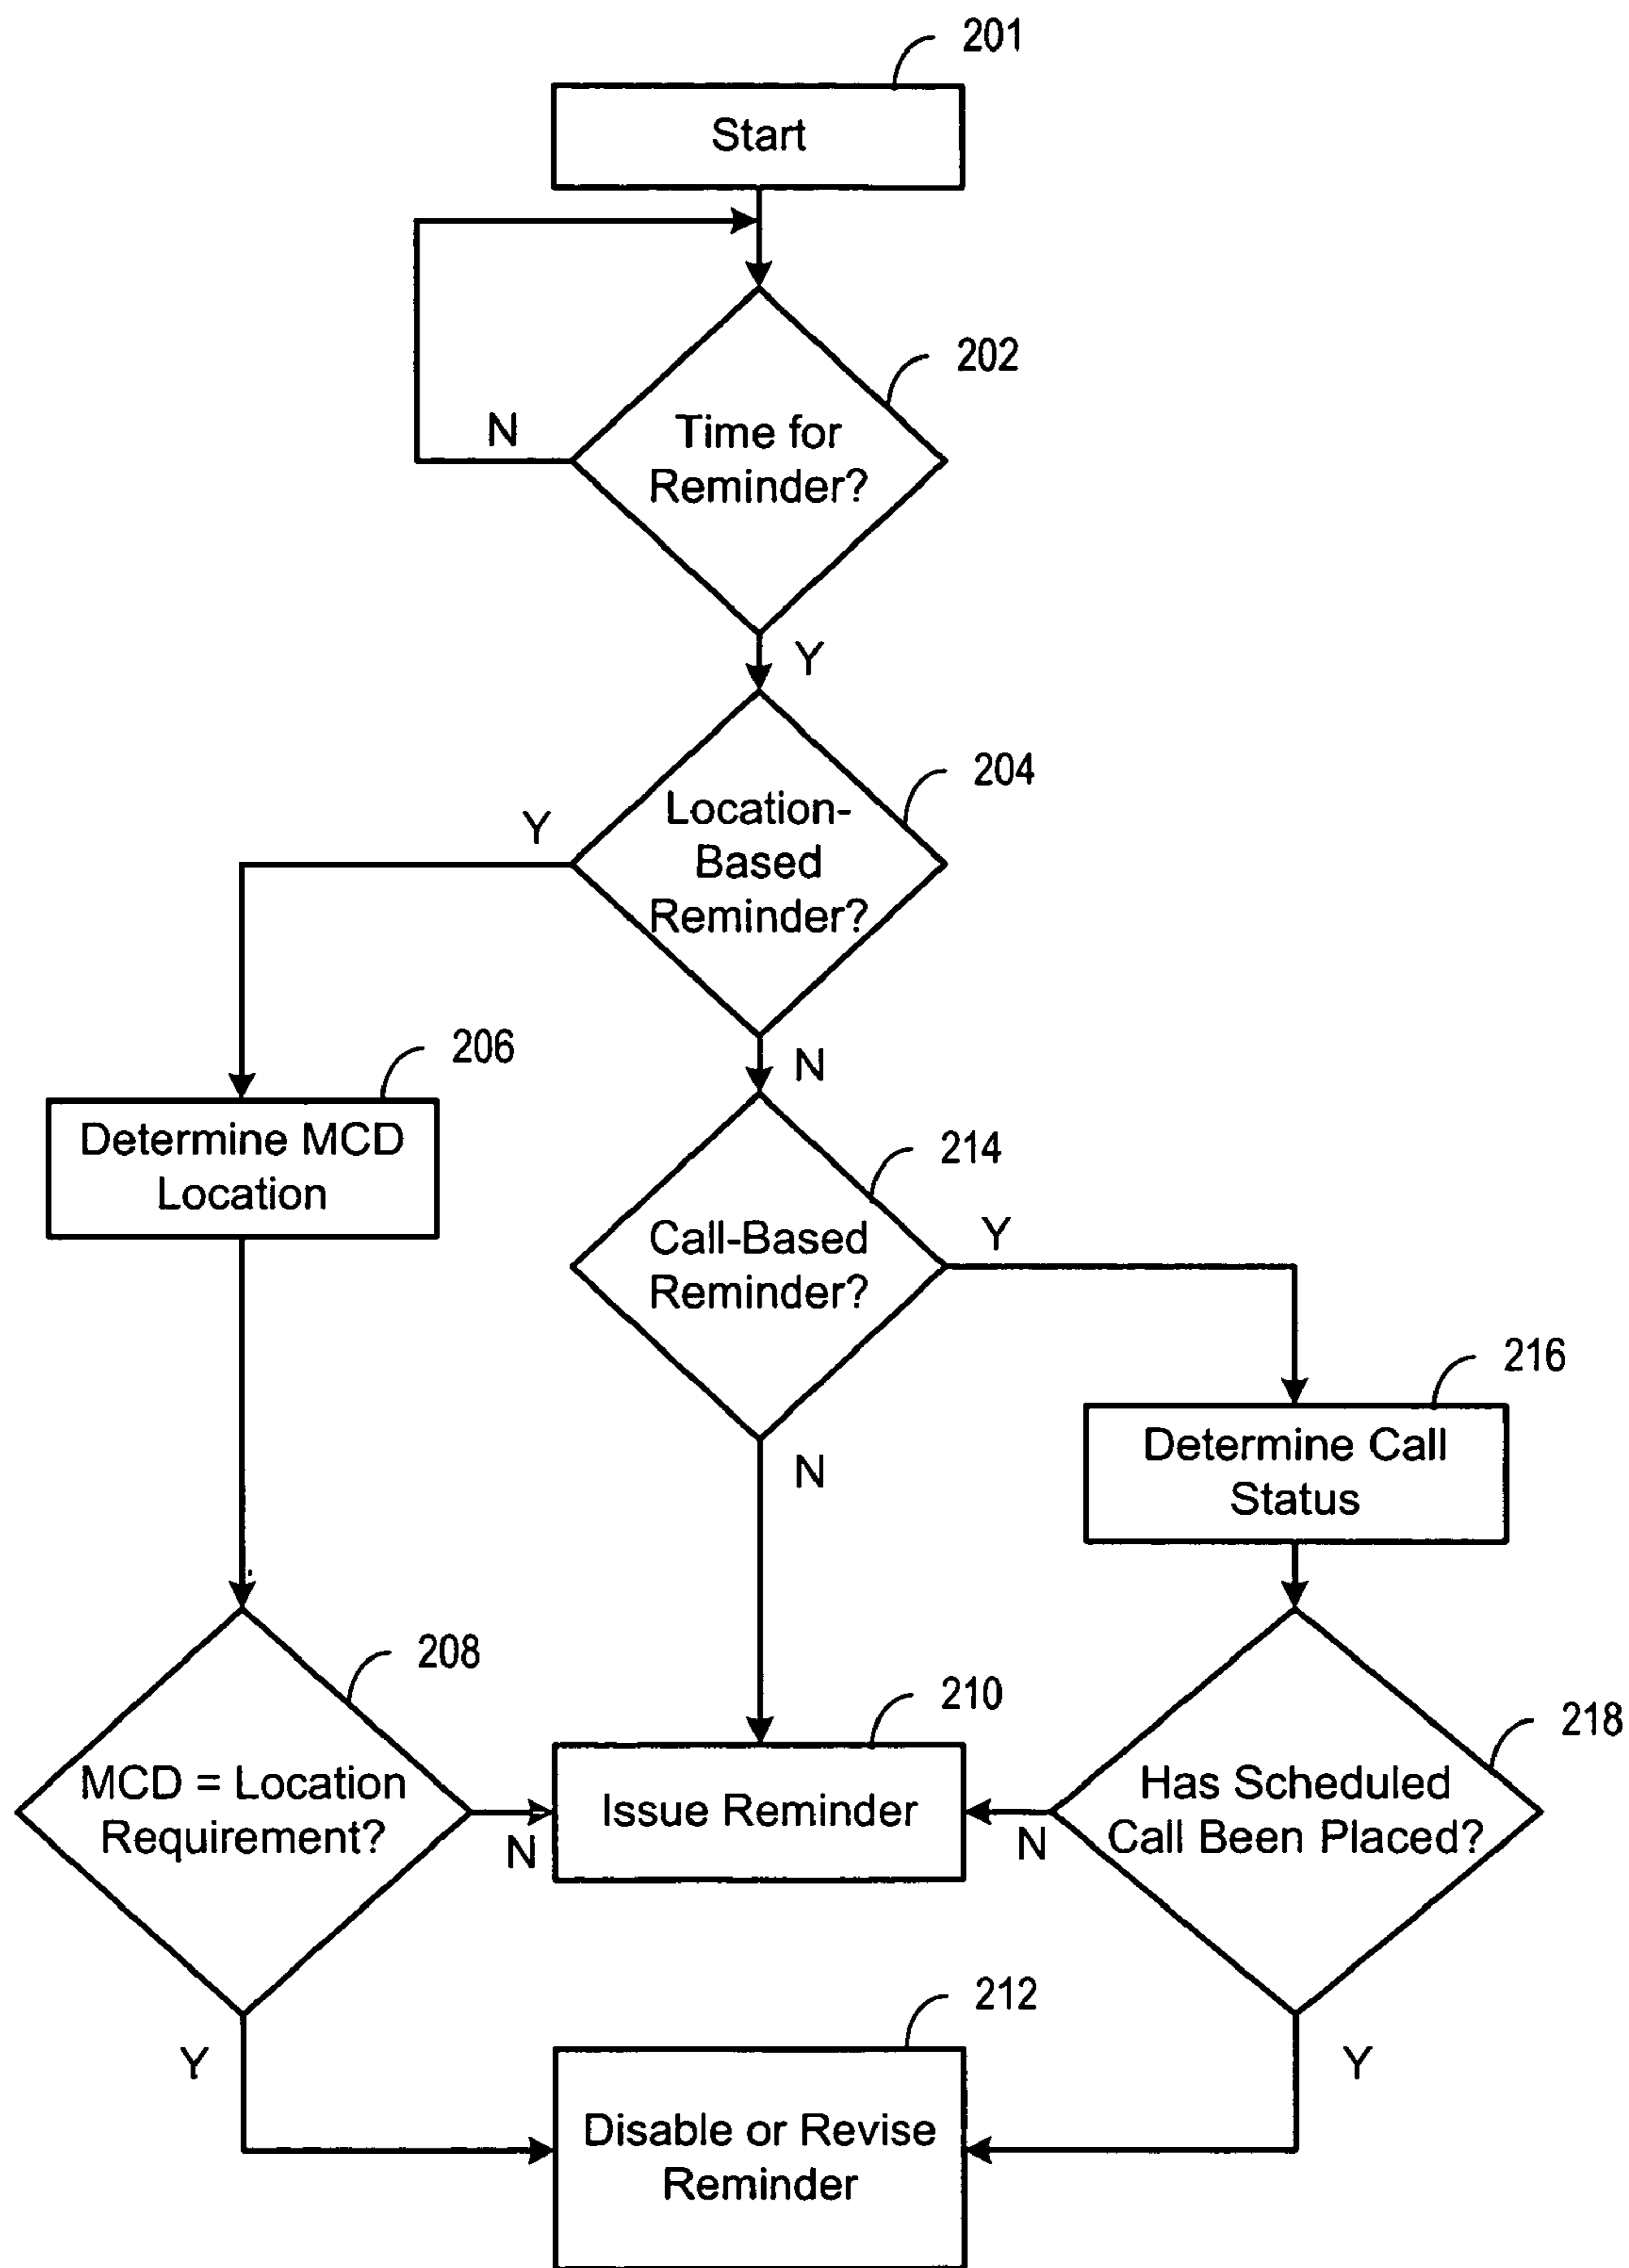 201
Start
202
N
Time for
Reminder?
Y
204
Y
Location-
Based
Reminder?
206
N
Determine MCD
Location
214
Call-Based
Reminder?
Y
216
Determine Call
Status
N
208
210
218
MCD = Location
Requirement?
N
Issue Reminder
N
Has Scheduled
Call Been Placed?
212
Y
Y
Disable or Revise
Reminder